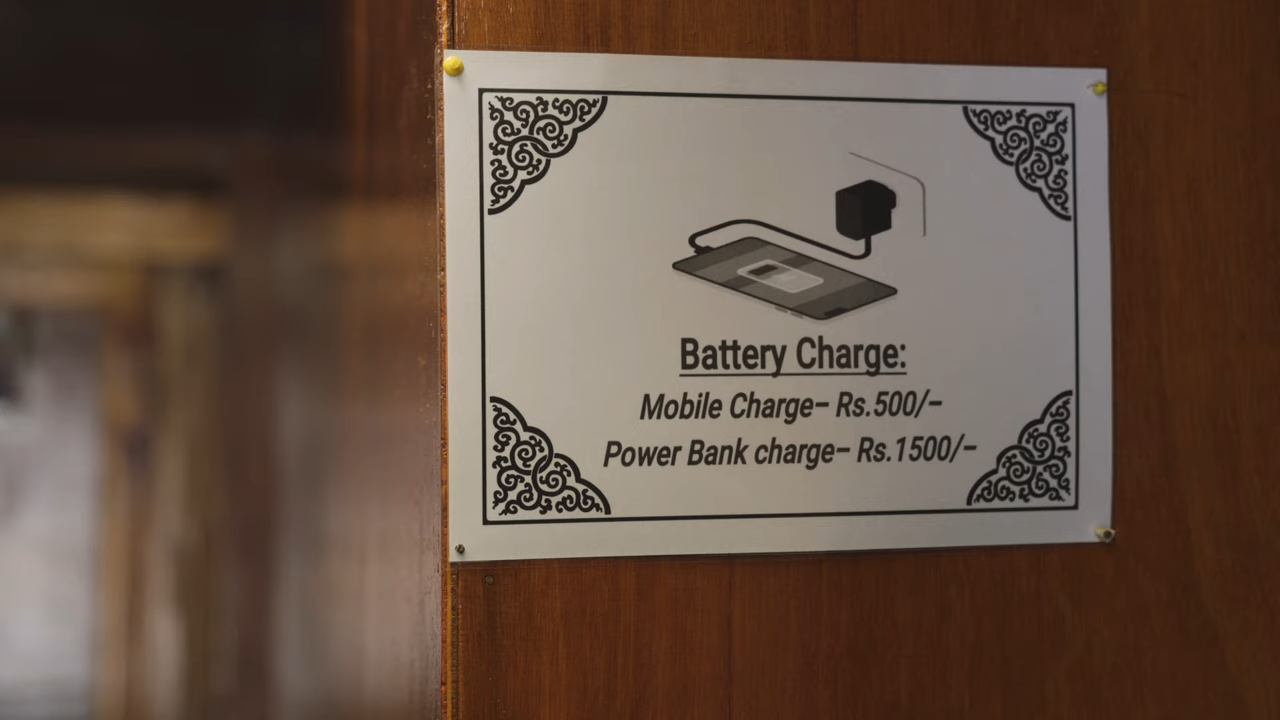 Battery Charge:
Mobile Charge– Rs.500/–
Power Bank charge– Rs.1500/–